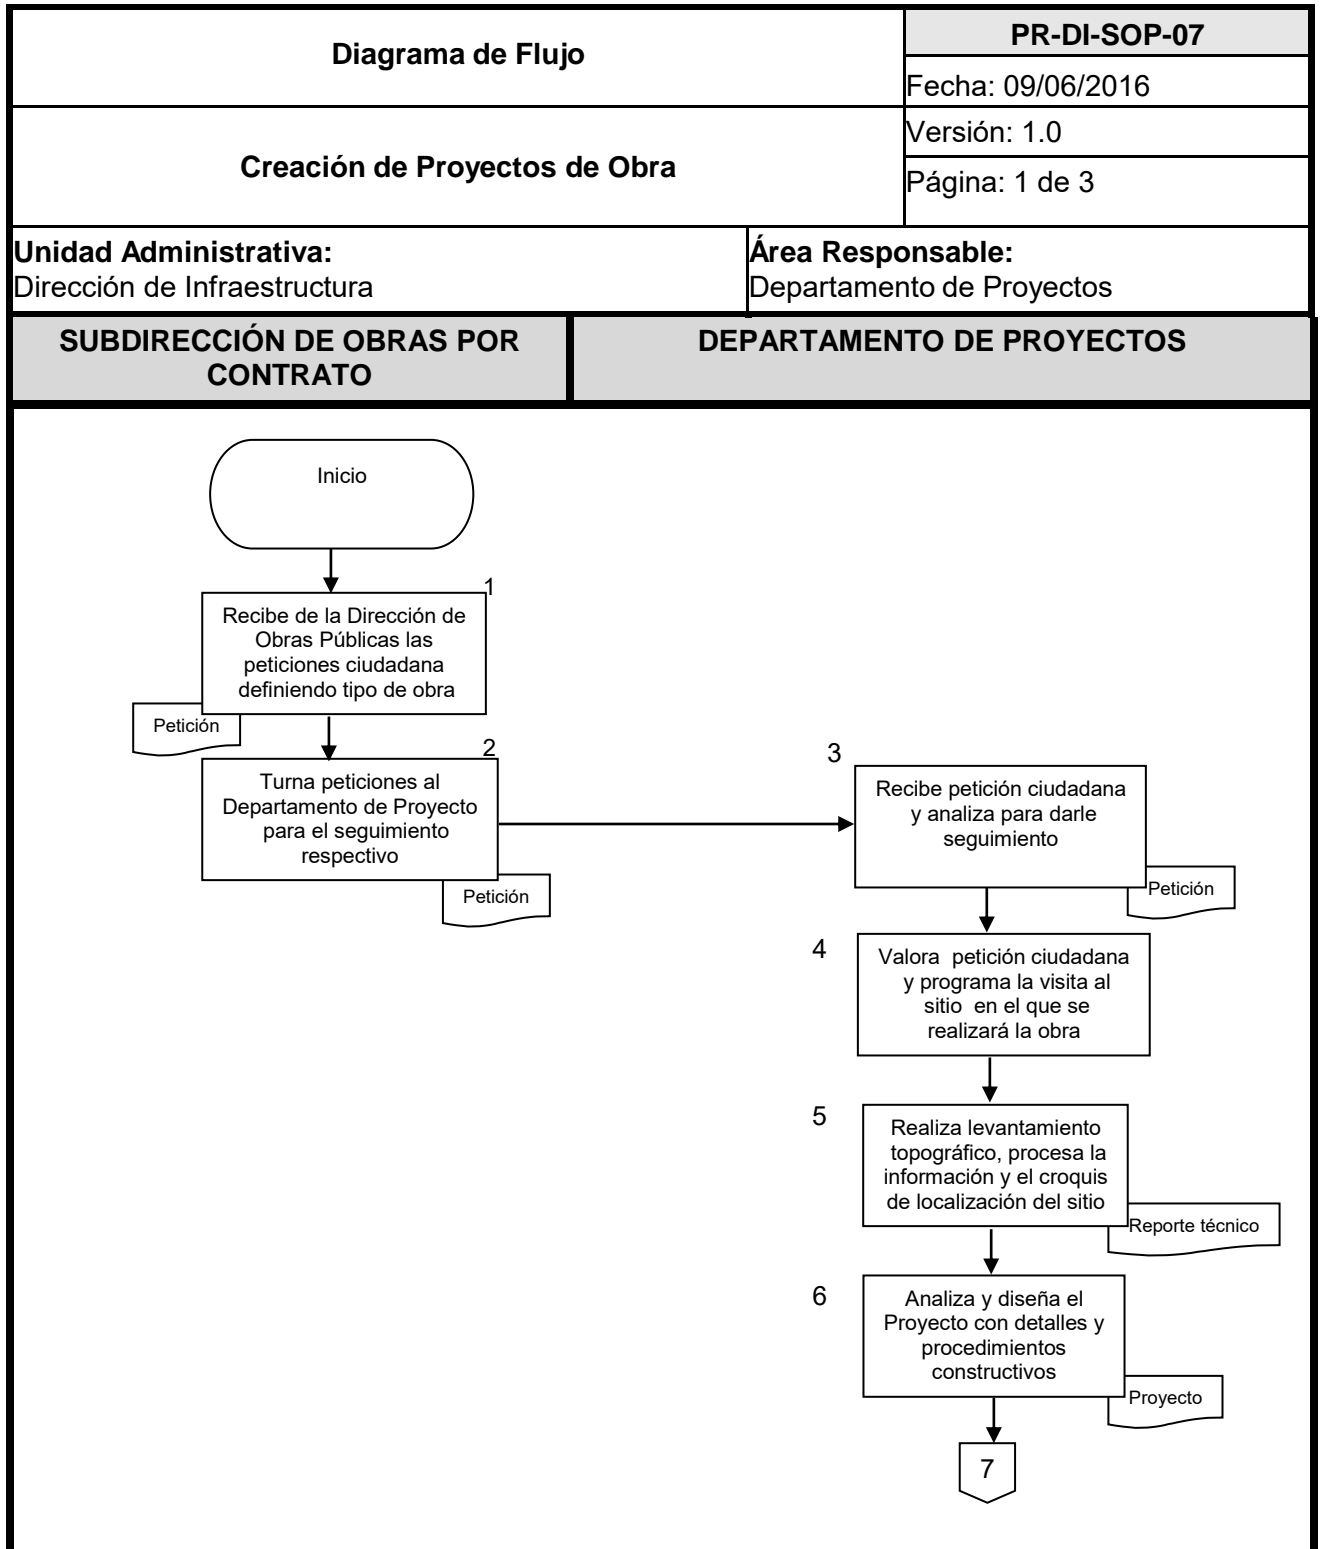 Diagrama de Flujo
PR-DI-SOP-07
Fecha: 09/06/2016
Creación de Proyectos de Obra
Versión: 1.0
Página: 1 de 3
Unidad Administrativa:
Dirección de Infraestructura
Área Responsable:
Departamento de Proyectos
SUBDIRECCIÓN DE OBRAS POR
CONTRATO
DEPARTAMENTO DE PROYECTOS
Inicio
1
Recibe de la Dirección de
Obras Públicas las
peticiones ciudadana
definiendo tipo de obra
Petición
2
Turna peticiones al
Departamento de Proyecto
para el seguimiento
respectivo
Petición
3
Recibe petición ciudadana
y analiza para darle
seguimiento
Petición
4
Valora petición ciudadana
y programa la visita al
sitio en el que se
realizará la obra
5
Realiza levantamiento
topográfico, procesa la
información y el croquis
de localización del sitio
Reporte técnico
6
Analiza y diseña el
Proyecto con detalles y
procedimientos
constructivos
Proyecto
7